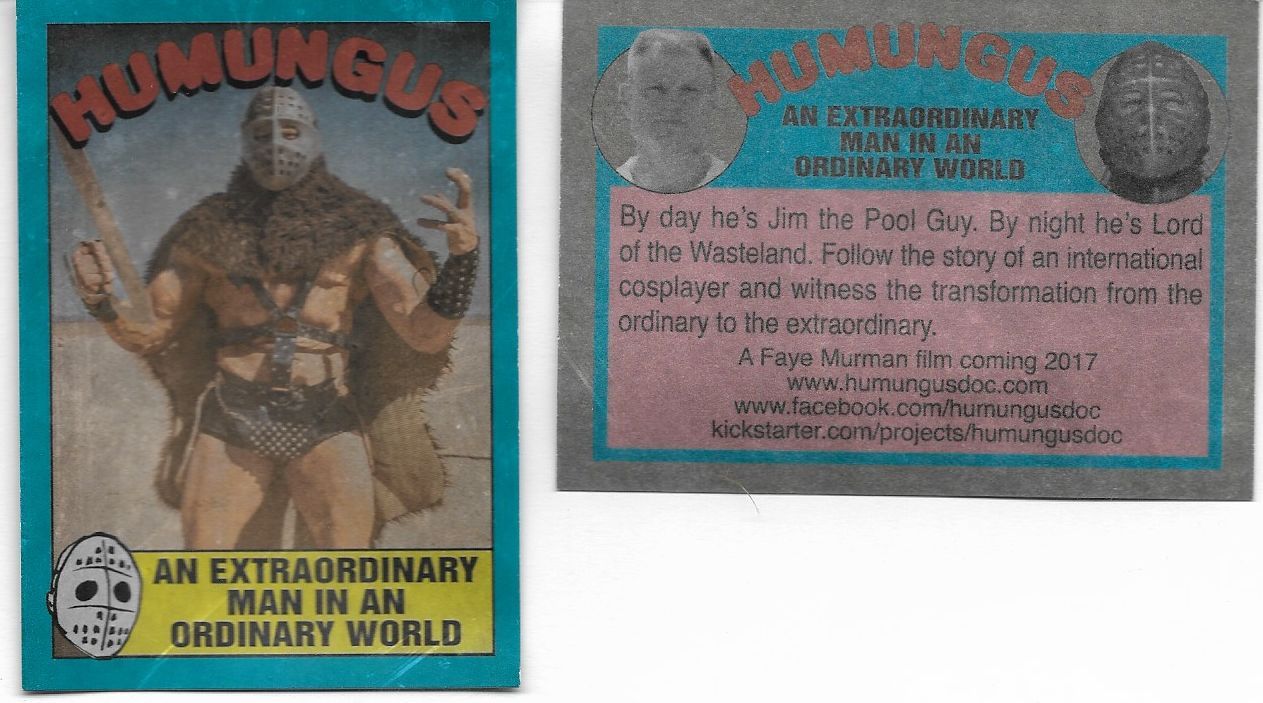 HUMUNGUS
AN EXTRAORDINARY
MAN IN AN
ORDINARY WORLD
HUMUNGUS
AN EXTRAORDINARY
MAN IN AN
ORDINARY WORLD
By day he's Jim the Pool Guy. By night he's Lord
of the Wasteland. Follow the story of an international
cosplayer and witness the transformation from the
ordinary to the extraordinary.
A Faye Murman film coming 2017
www.humungusdoc.com
www.facebook.com/humungusdoc
kickstarter.com/projects/humungusdoc